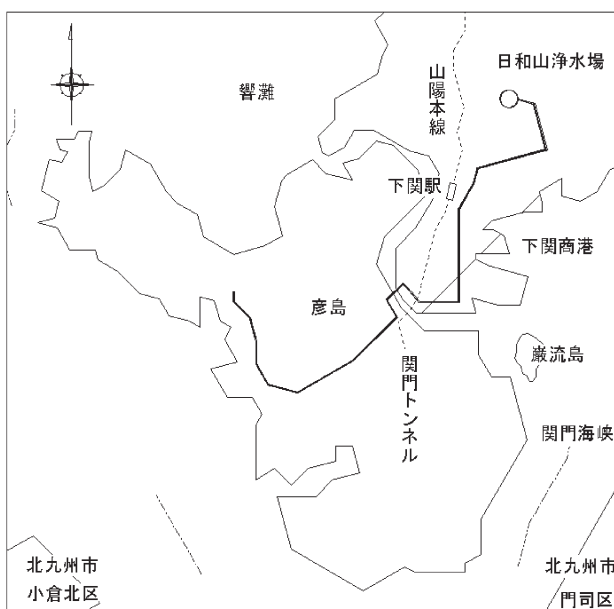 日和山浄水場
響灘
山陽本線
下関駅
下関商港
彦島
巌流島
関門トンネル
関門海峡
北九州市
小倉北区
北九州市
門司区